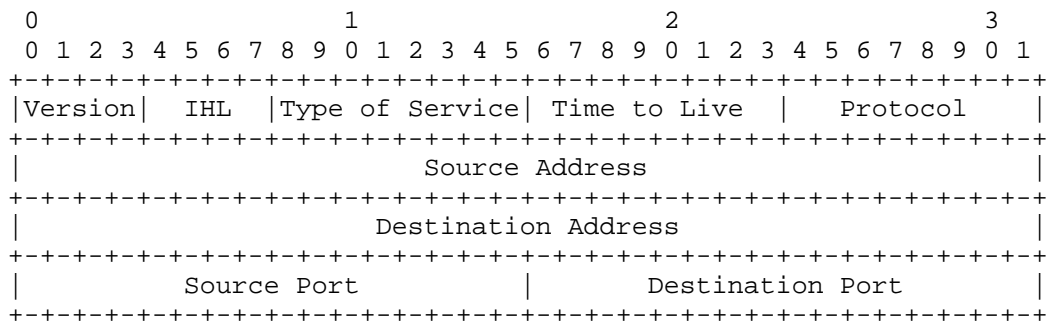 0                   1                   2                   3
 0 1 2 3 4 5 6 7 8 9 0 1 2 3 4 5 6 7 8 9 0 1 2 3 4 5 6 7 8 9 0 1
+-+-+-+-+-+-+-+-+-+-+-+-+-+-+-+-+-+-+-+-+-+-+-+-+-+-+-+-+-+-+-+-+
|Version|  IHL  |Type of Service| Time to Live  |   Protocol    |
+-+-+-+-+-+-+-+-+-+-+-+-+-+-+-+-+-+-+-+-+-+-+-+-+-+-+-+-+-+-+-+-+
|                         Source Address                        |
+-+-+-+-+-+-+-+-+-+-+-+-+-+-+-+-+-+-+-+-+-+-+-+-+-+-+-+-+-+-+-+-+
|                      Destination Address                      |
+-+-+-+-+-+-+-+-+-+-+-+-+-+-+-+-+-+-+-+-+-+-+-+-+-+-+-+-+-+-+-+-+
|          Source Port          |       Destination Port        |
+-+-+-+-+-+-+-+-+-+-+-+-+-+-+-+-+-+-+-+-+-+-+-+-+-+-+-+-+-+-+-+-+